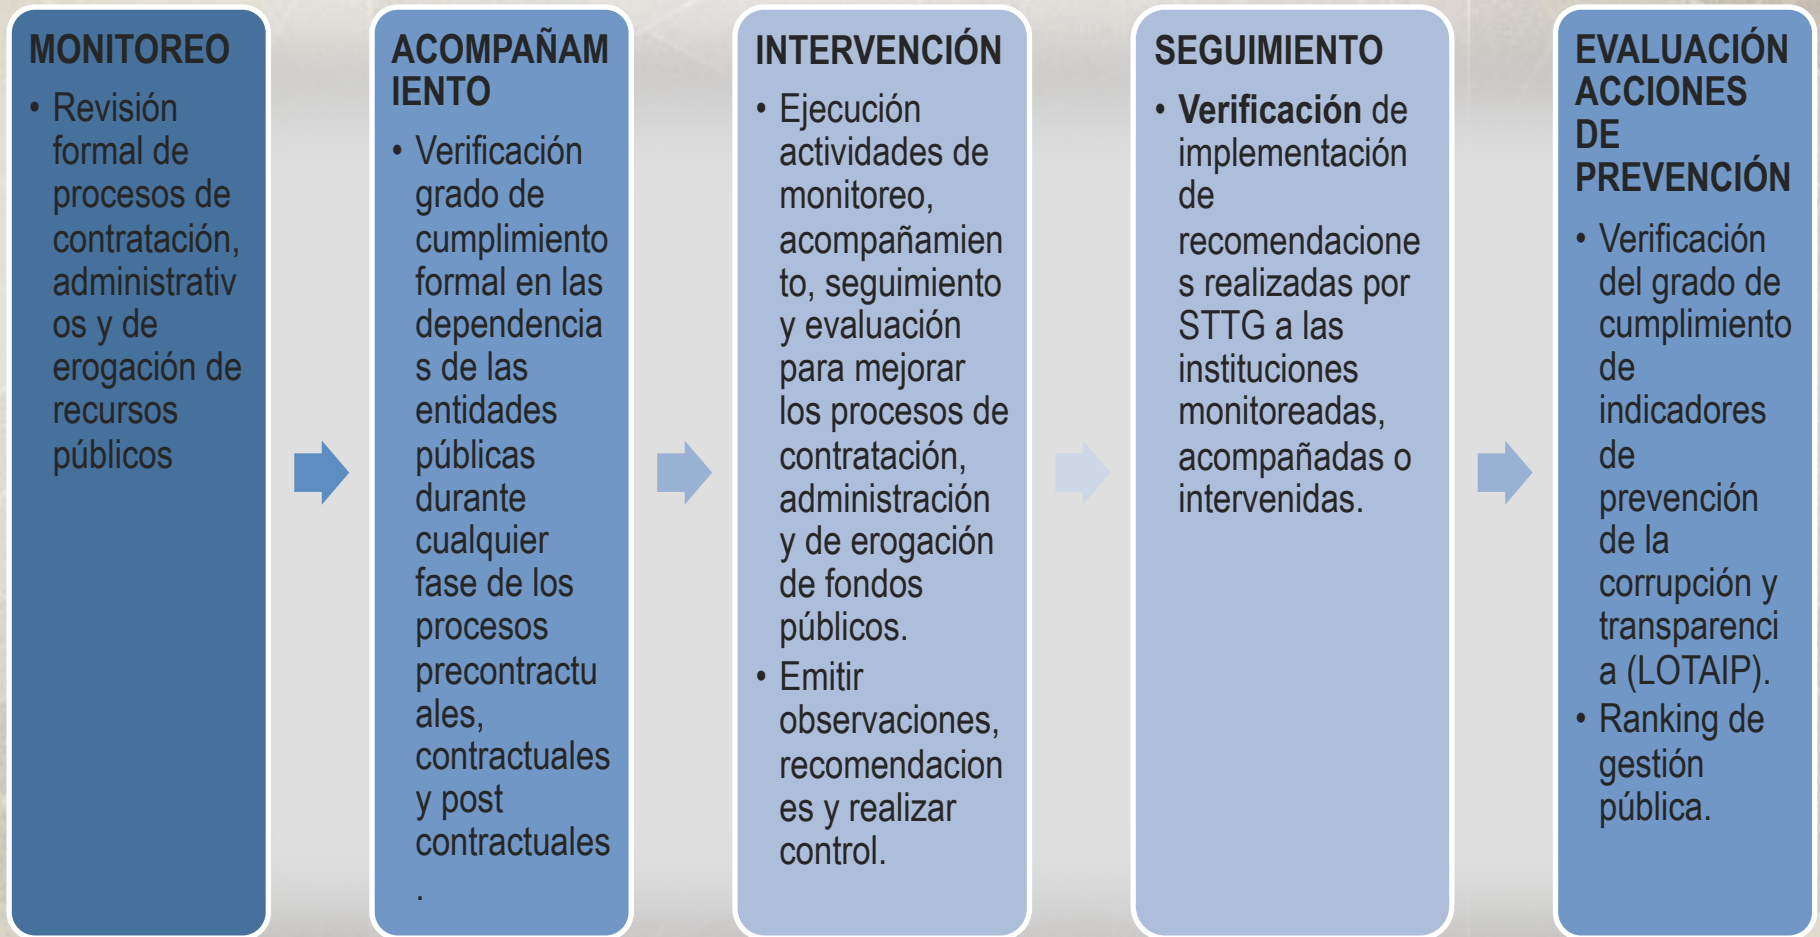 MONITOREO
• Revisión
formal de
procesos de
contratación,
administrativ
os y de
erogación de
recursos
públicos
ACOMPAÑAM
IENTO
• Verificación
grado de
cumplimiento
formal en las
dependencia
s de las
entidades
públicas
durante
cualquier
fase de los
procesos
precontractu
ales,
contractuales
y post
contractuales
.
INTERVENCIÓN
• Ejecución
actividades de
monitoreo,
acompañamien
to, seguimiento
y evaluación
para mejorar
los procesos de
contratación,
administración
y de erogación
de fondos
públicos.
• Emitir
observaciones,
recomendacion
es y realizar
control.
SEGUIMIENTO
• Verificación de
implementación
de
recomendacione
s realizadas por
STTG a las
instituciones
monitoreadas,
acompañadas o
intervenidas.
EVALUACIÓN
ACCIONES
DE
PREVENCIÓN
• Verificación
del grado de
cumplimiento
de
indicadores
de
prevención
de la
corrupción y
transparenci
a (LOTAIP).
• Ranking de
gestión
pública.